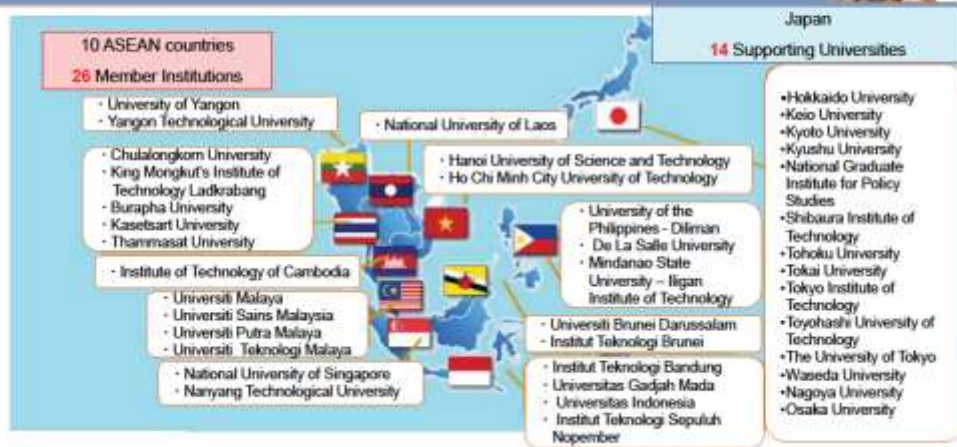 10 ASEAN countries
26 Member Institutions
Japan
14 Supporting Universities
・University of Yangon
・Yangon Technological University
・National University of Laos
・Chulalongkorn University
・King Mongkut's Institute of
Technology Ladkrabang
・Burapha University
・Kasetsart University
・Thammasat University
・Hanoi University of Science and Technology
・Ho Chi Minh City University of Technology
・University of the
Philippines - Diliman
・De La Salle University
・Mindanao State
University – Iligan
Institute of Technology
・Institute of Technology of Cambodia
・Universiti Malaya
・Universiti Sains Malaysia
・Universiti Putra Malaya
・Universiti Teknologi Malaya
・National University of Singapore
・Nanyang Technological University
・Universiti Brunei Darussalam
・Institut Teknologi Brunei
・Institut Teknologi Bandung
・Universitas Gadjah Mada
・Universitas Indonesia
・Institut Teknologi Sepuluh
Nopember
•Hokkaido University
•Keio University
•Kyoto University
•Kyushu University
•National Graduate
Institute for Policy
Studies
•Shibaura Institute of
Technology
•Tohoku University
•Tokai University
•Tokyo Institute of
Technology
•Toyohashi University of
Technology
•The University of Tokyo
•Waseda University
•Nagoya University
•Osaka University